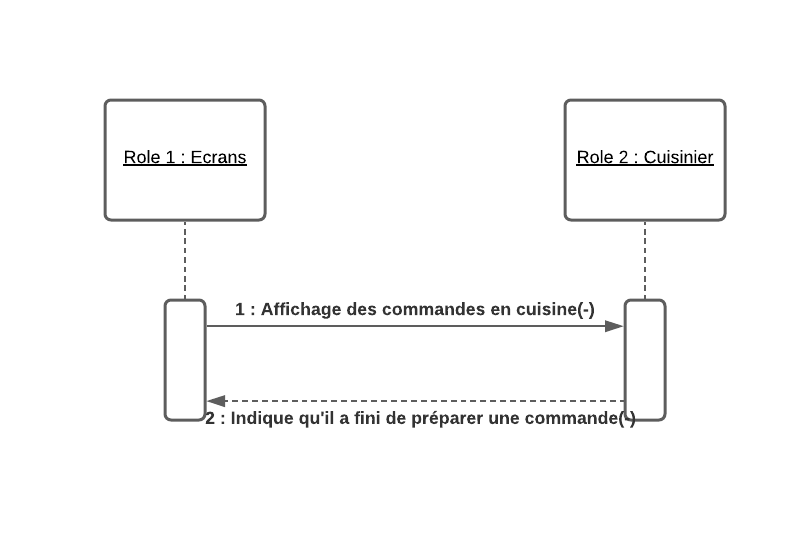 Role 1 : Ecrans
Role 2 : Cuisinier
1 : Affichage des commandes en cuisine(-)
2 : Indique qu'il a fini de préparer une commande(-)